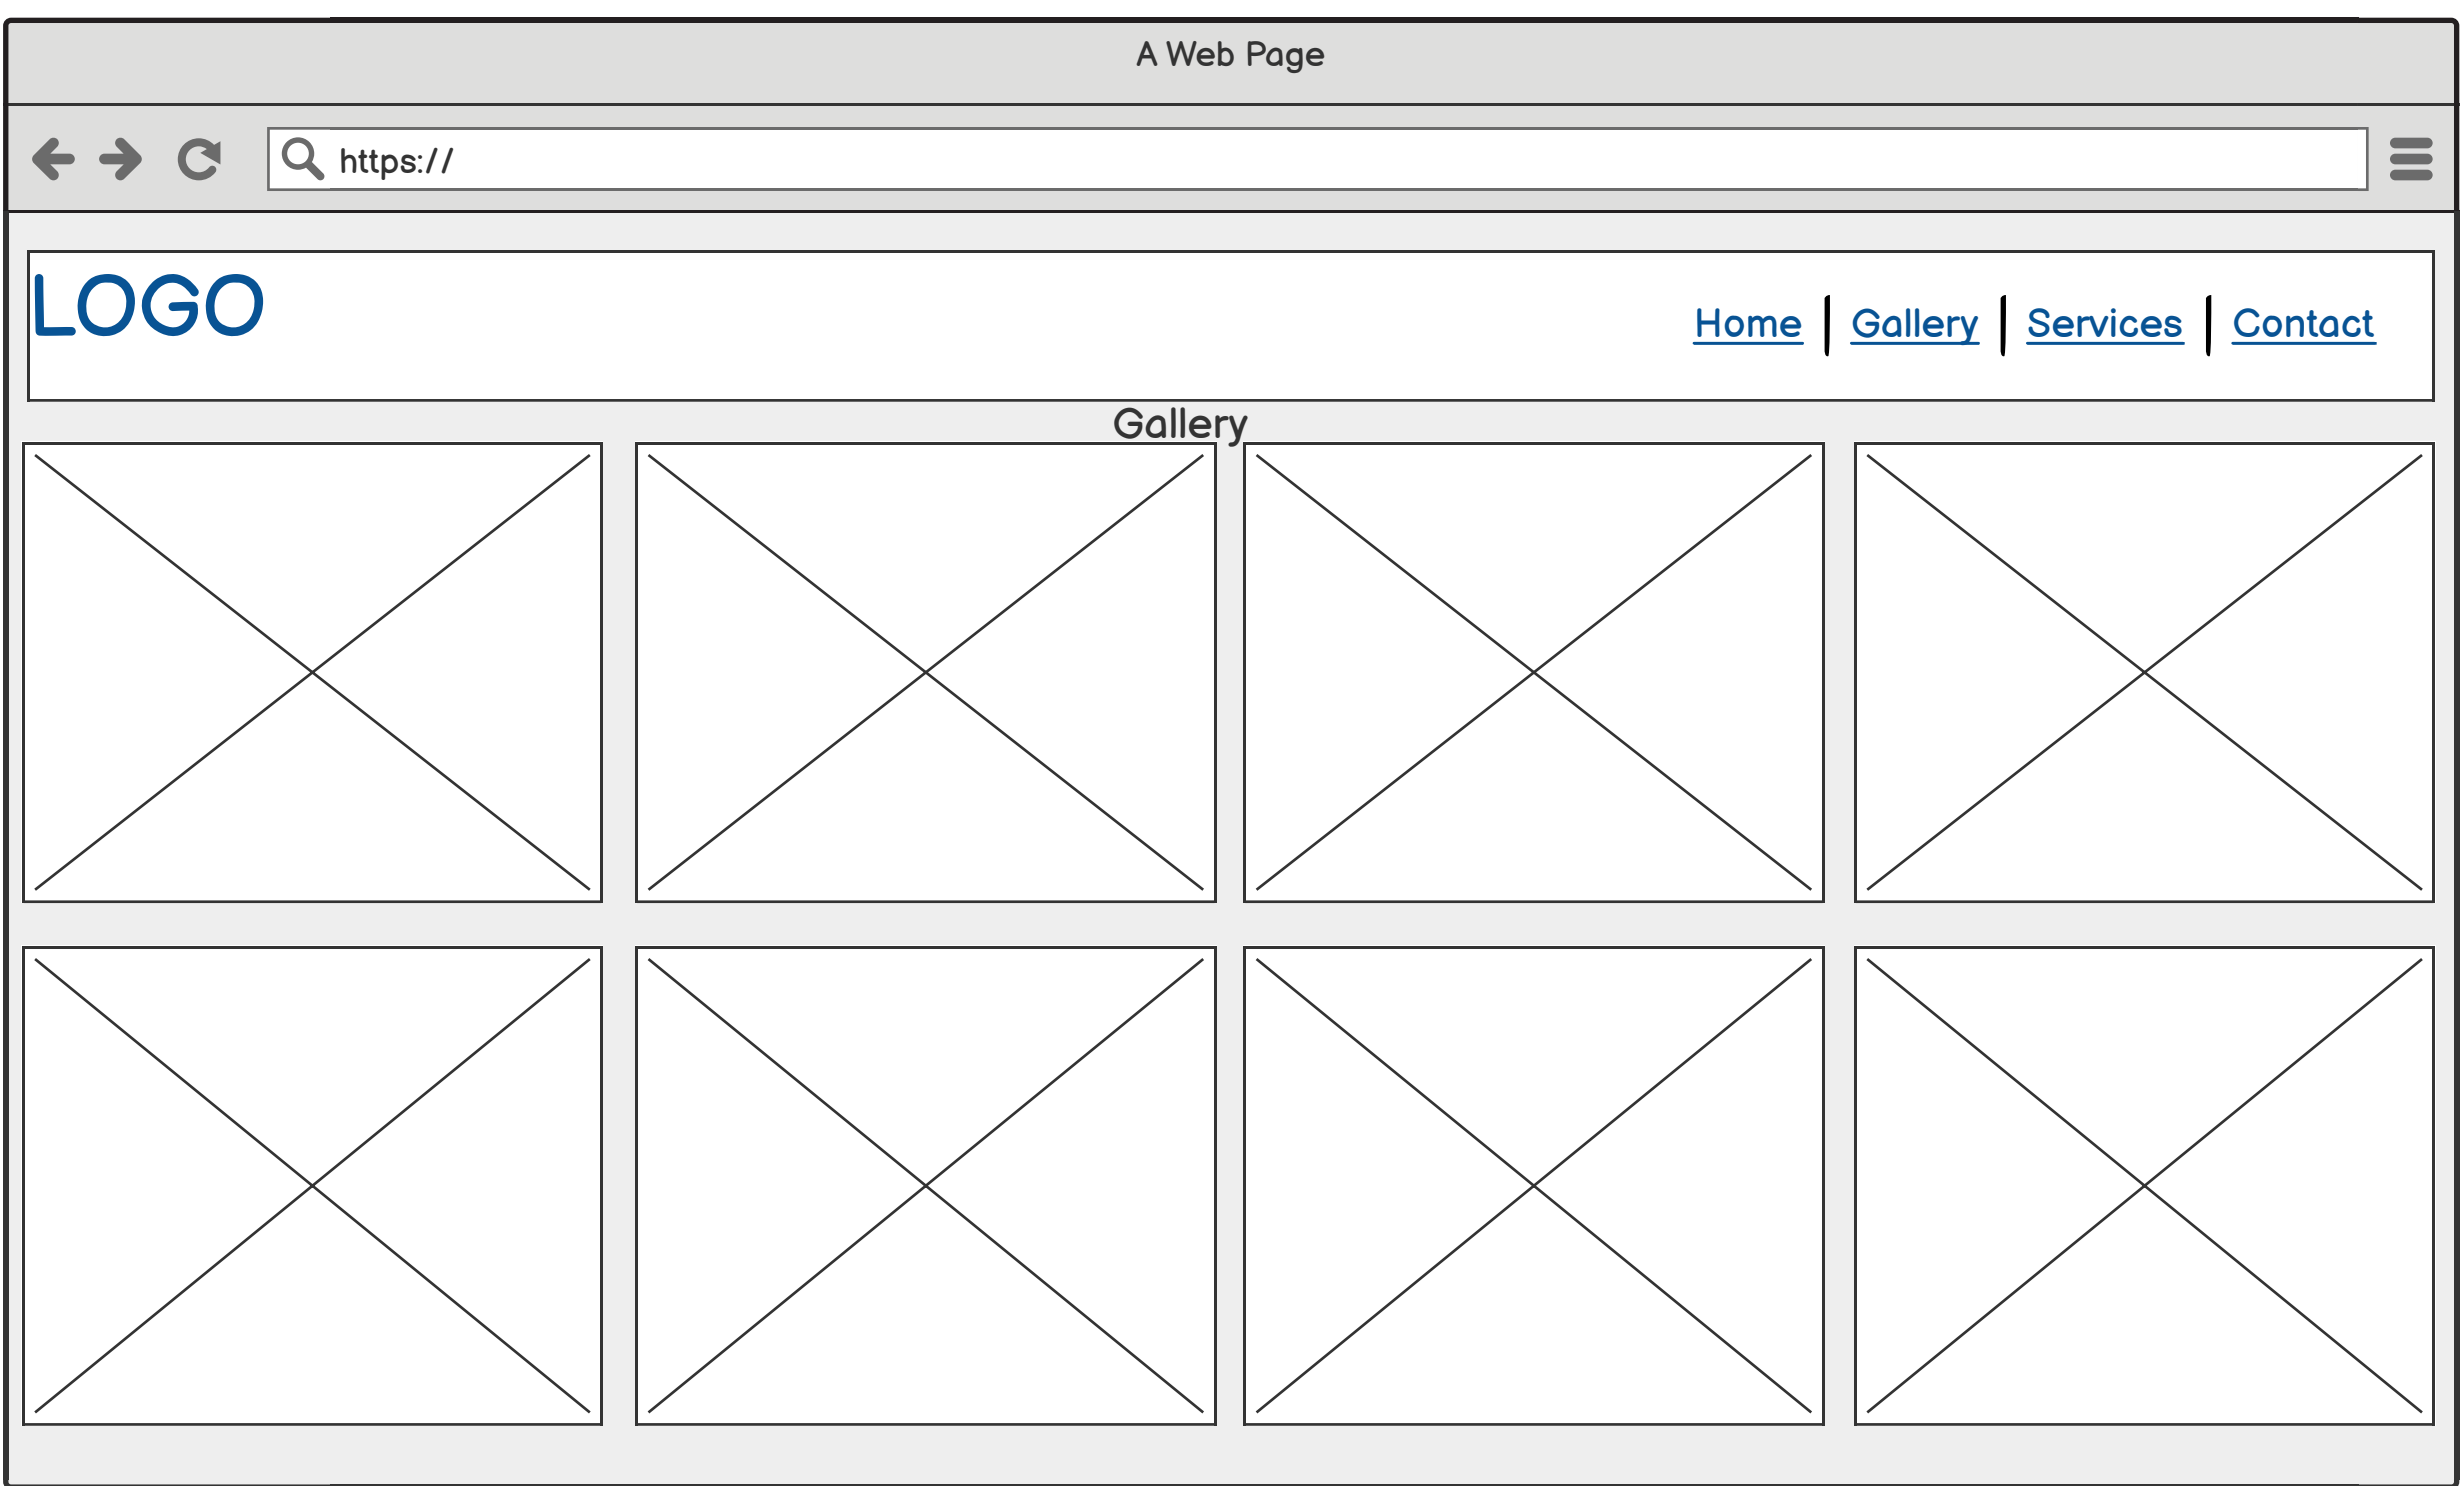 A Web Page
https://
LOGO
Home | Gallery | Services | Contact
Gallery